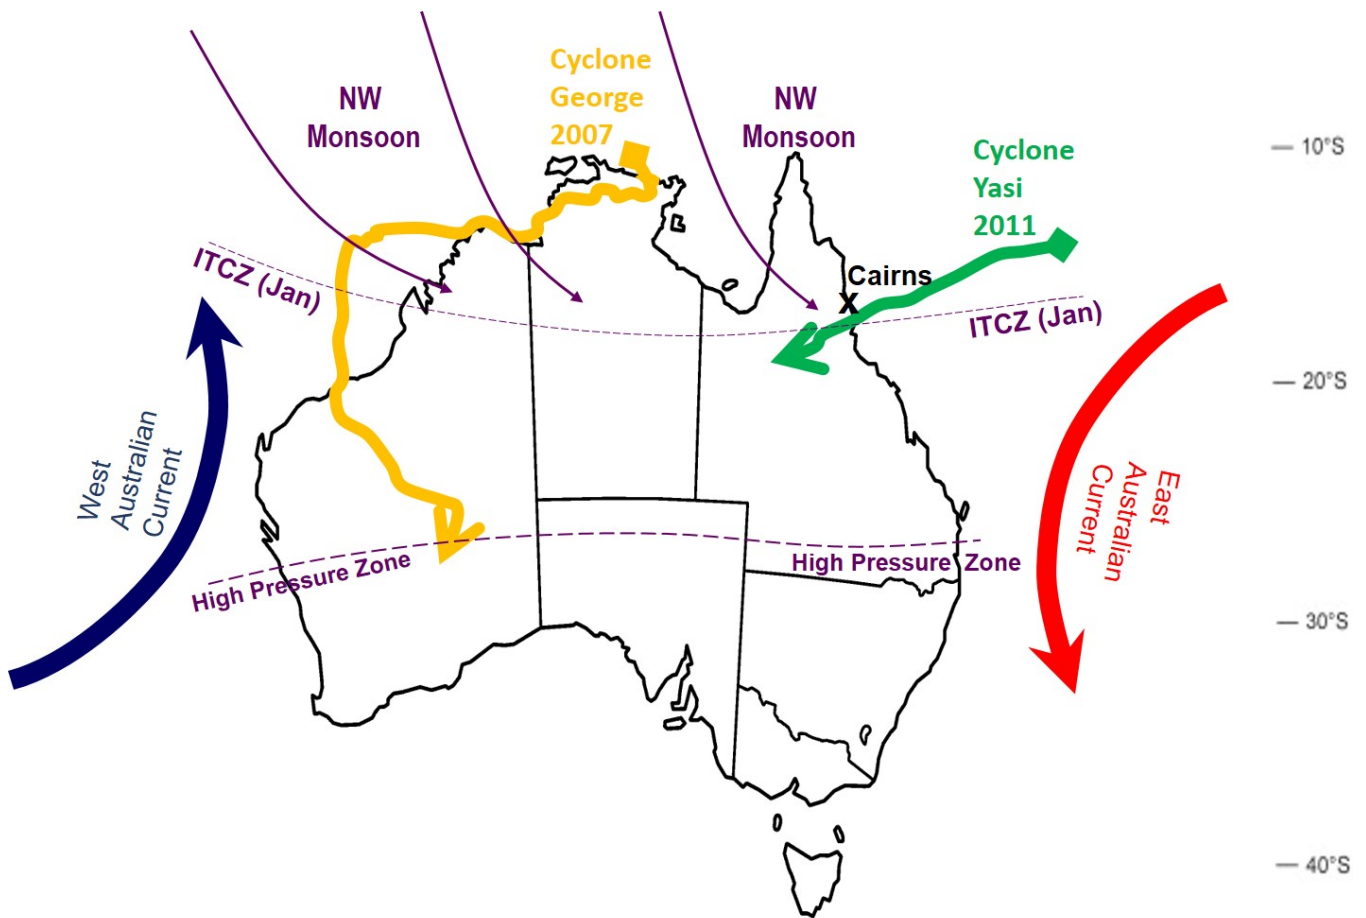 Cyclone
George
2007
NW
Monsoon
NW
Monsoon
10°S
Cyclone
Yasi
2011
ITCZ (Jan)
Cairns
ITCZ (Jan)
20°S
West
Australian
Current
East
Australian
Current
High Pressure Zone
High Pressure Zone
30°S
40°S
X